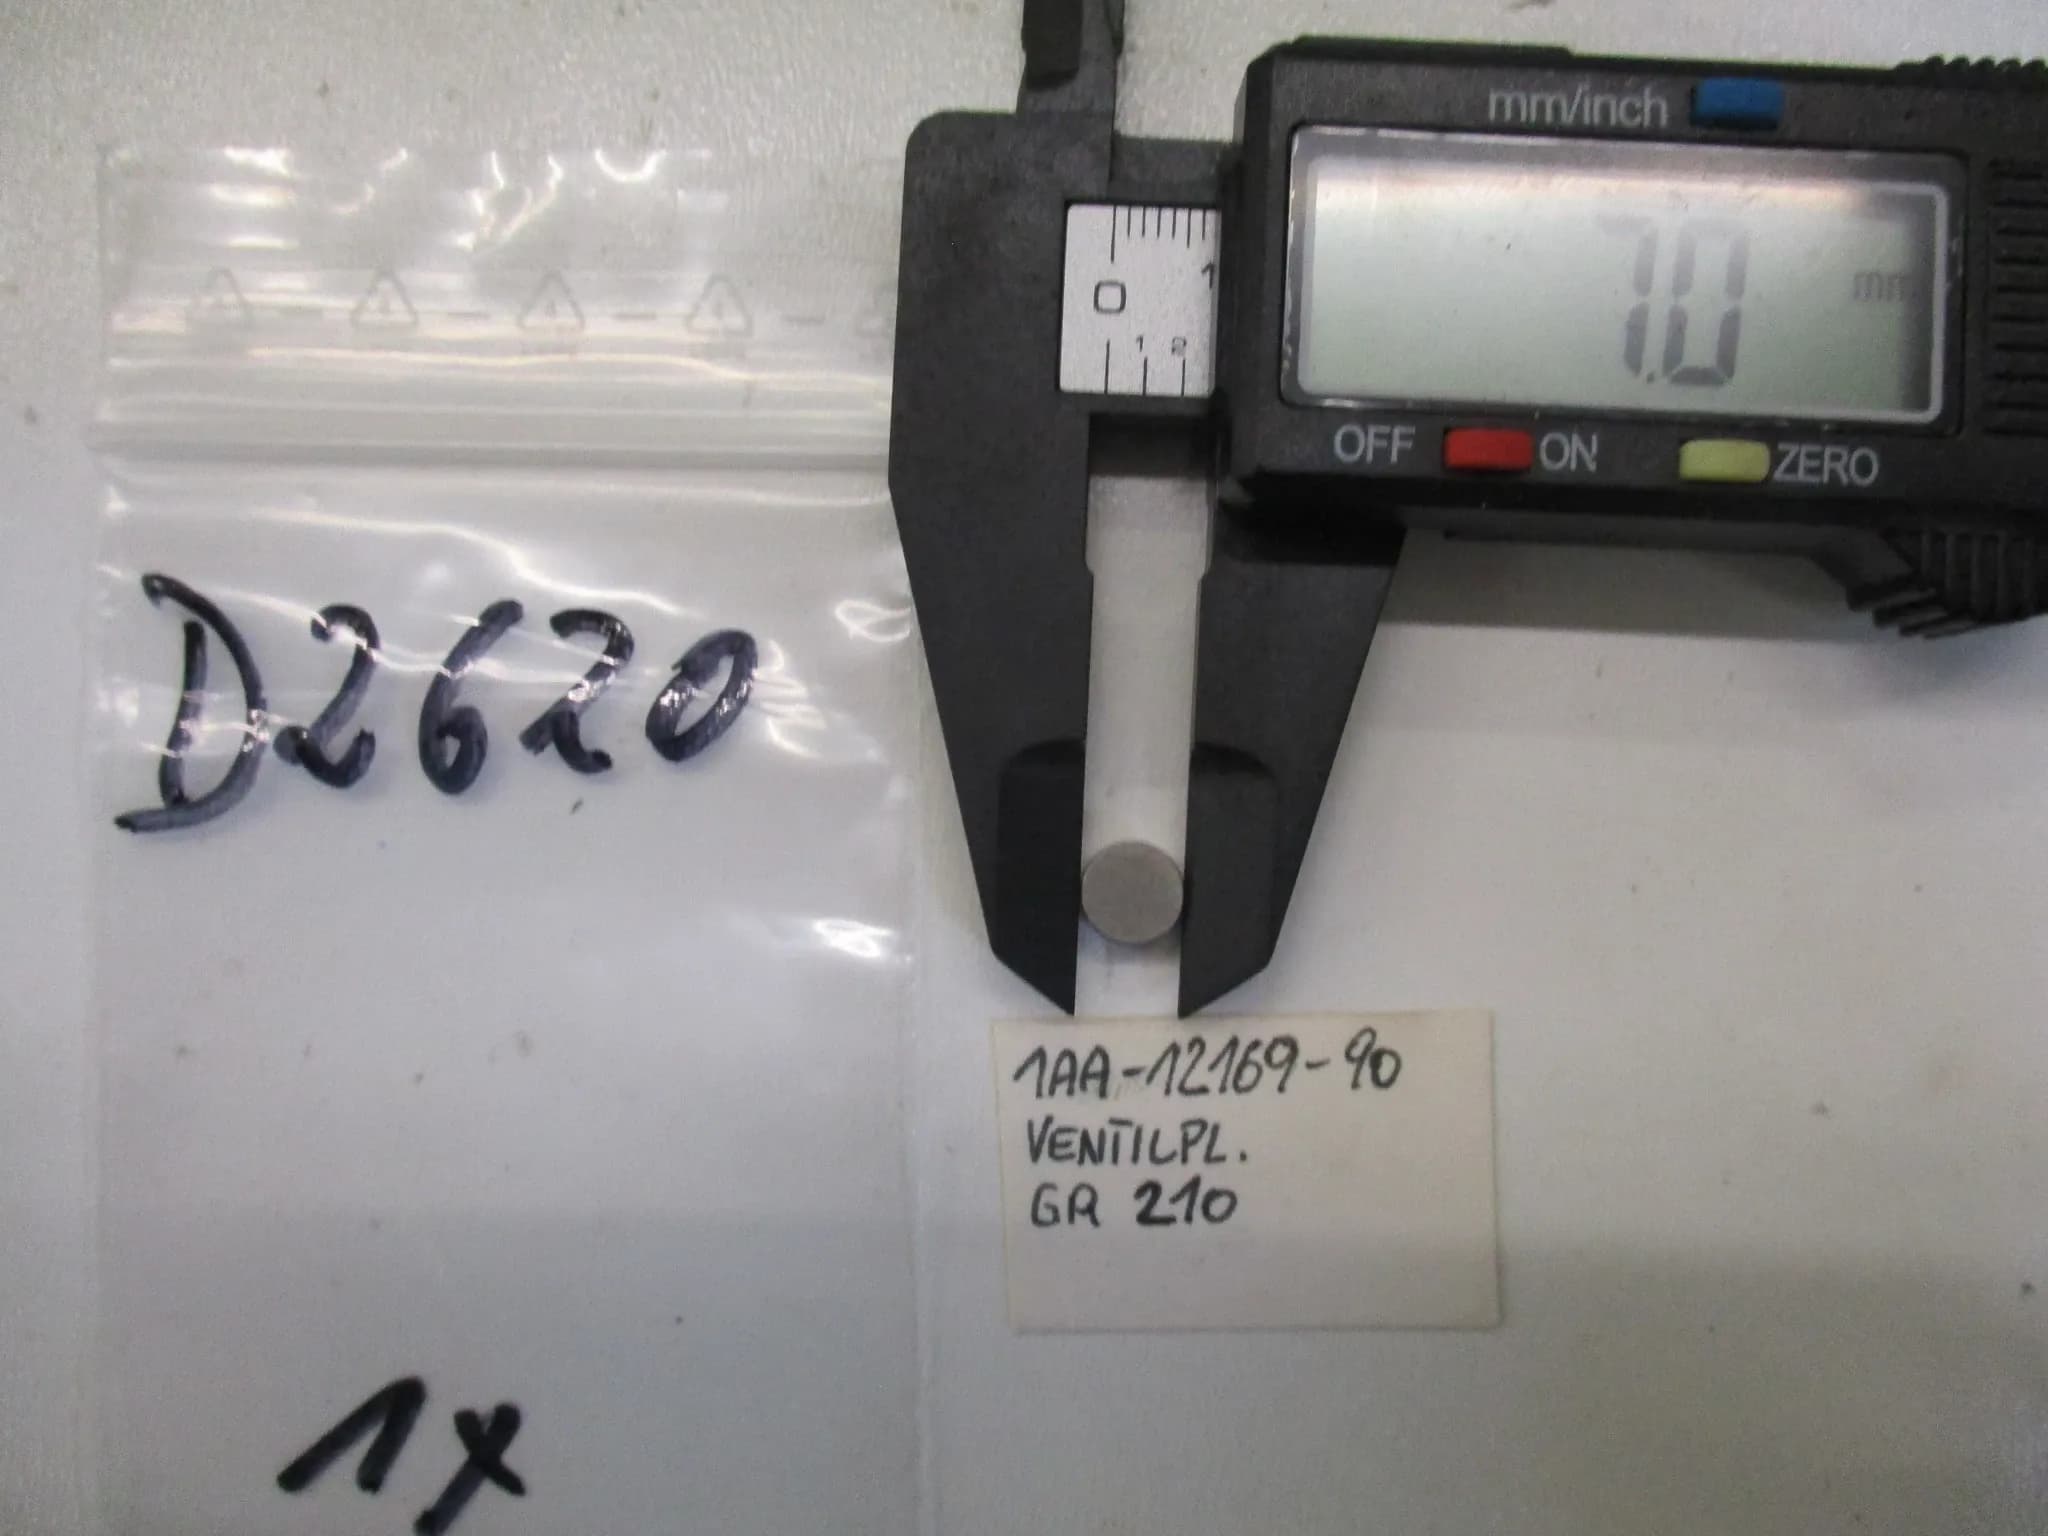 mm/inch
7.0
mm
OFF ON ZERO
0 1
1 2
D2620
1AA-12169-90
VENTILPL.
GR 210
1x